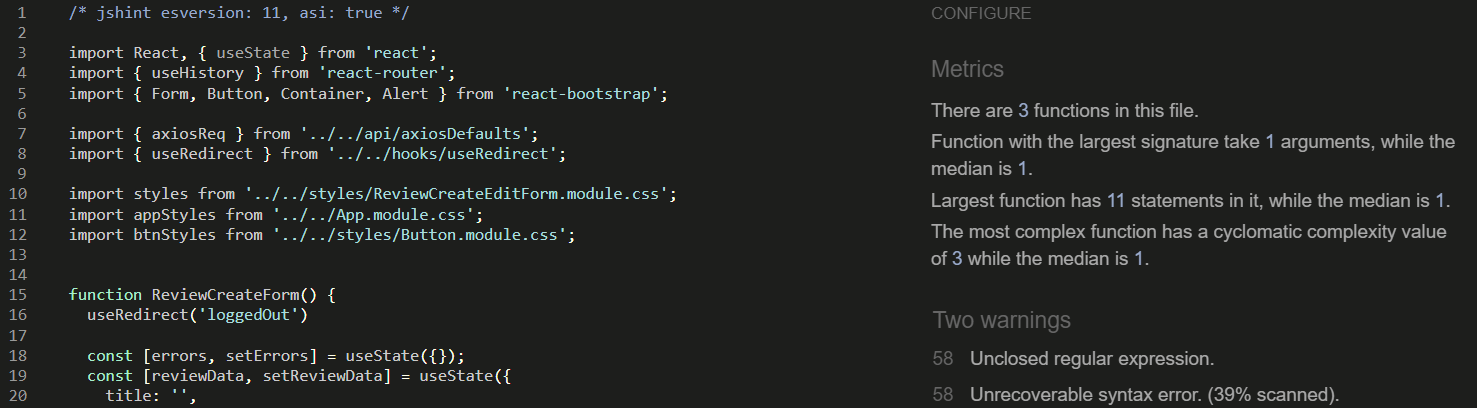 1 /* jshint esversion: 11, asi: true */
2
3 import React, { useState } from 'react';
4 import { useHistory } from 'react-router';
5 import { Form, Button, Container, Alert } from 'react-bootstrap';
6
7 import { axiosReq } from '../../api/axiosDefaults';
8 import { useRedirect } from '../../hooks/useRedirect';
9
10 import styles from '../../styles/ReviewCreateEditForm.module.css';
11 import appStyles from '../../App.module.css';
12 import btnStyles from '../../styles/Button.module.css';
13
14
15 function ReviewCreateForm() {
16 useRedirect('loggedOut')
17
18 const [errors, setErrors] = useState({});
19 const [reviewData, setReviewData] = useState({
20 title: '',
CONFIGURE
Metrics
There are 3 functions in this file.
Function with the largest signature take 1 arguments, while the
median is 1.
Largest function has 11 statements in it, while the median is 1.
The most complex function has a cyclomatic complexity value
of 3 while the median is 1.
Two warnings
58 Unclosed regular expression.
58 Unrecoverable syntax error. (39% scanned).